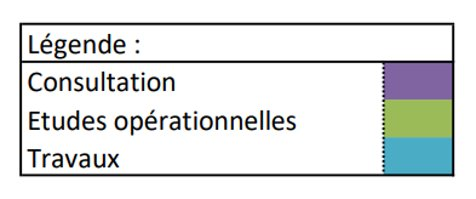 Légende :
Consultation
Etudes opérationnelles
Travaux